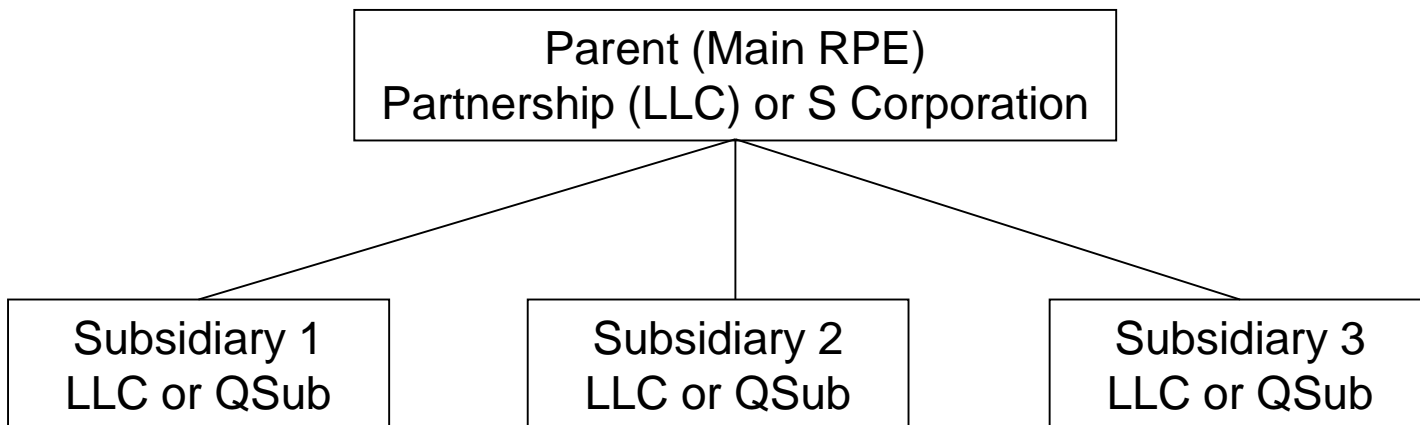 Parent (Main RPE)
Partnership (LLC) or S Corporation
Subsidiary 1
LLC or QSub
Subsidiary 2
LLC or QSub
Subsidiary 3
LLC or QSub